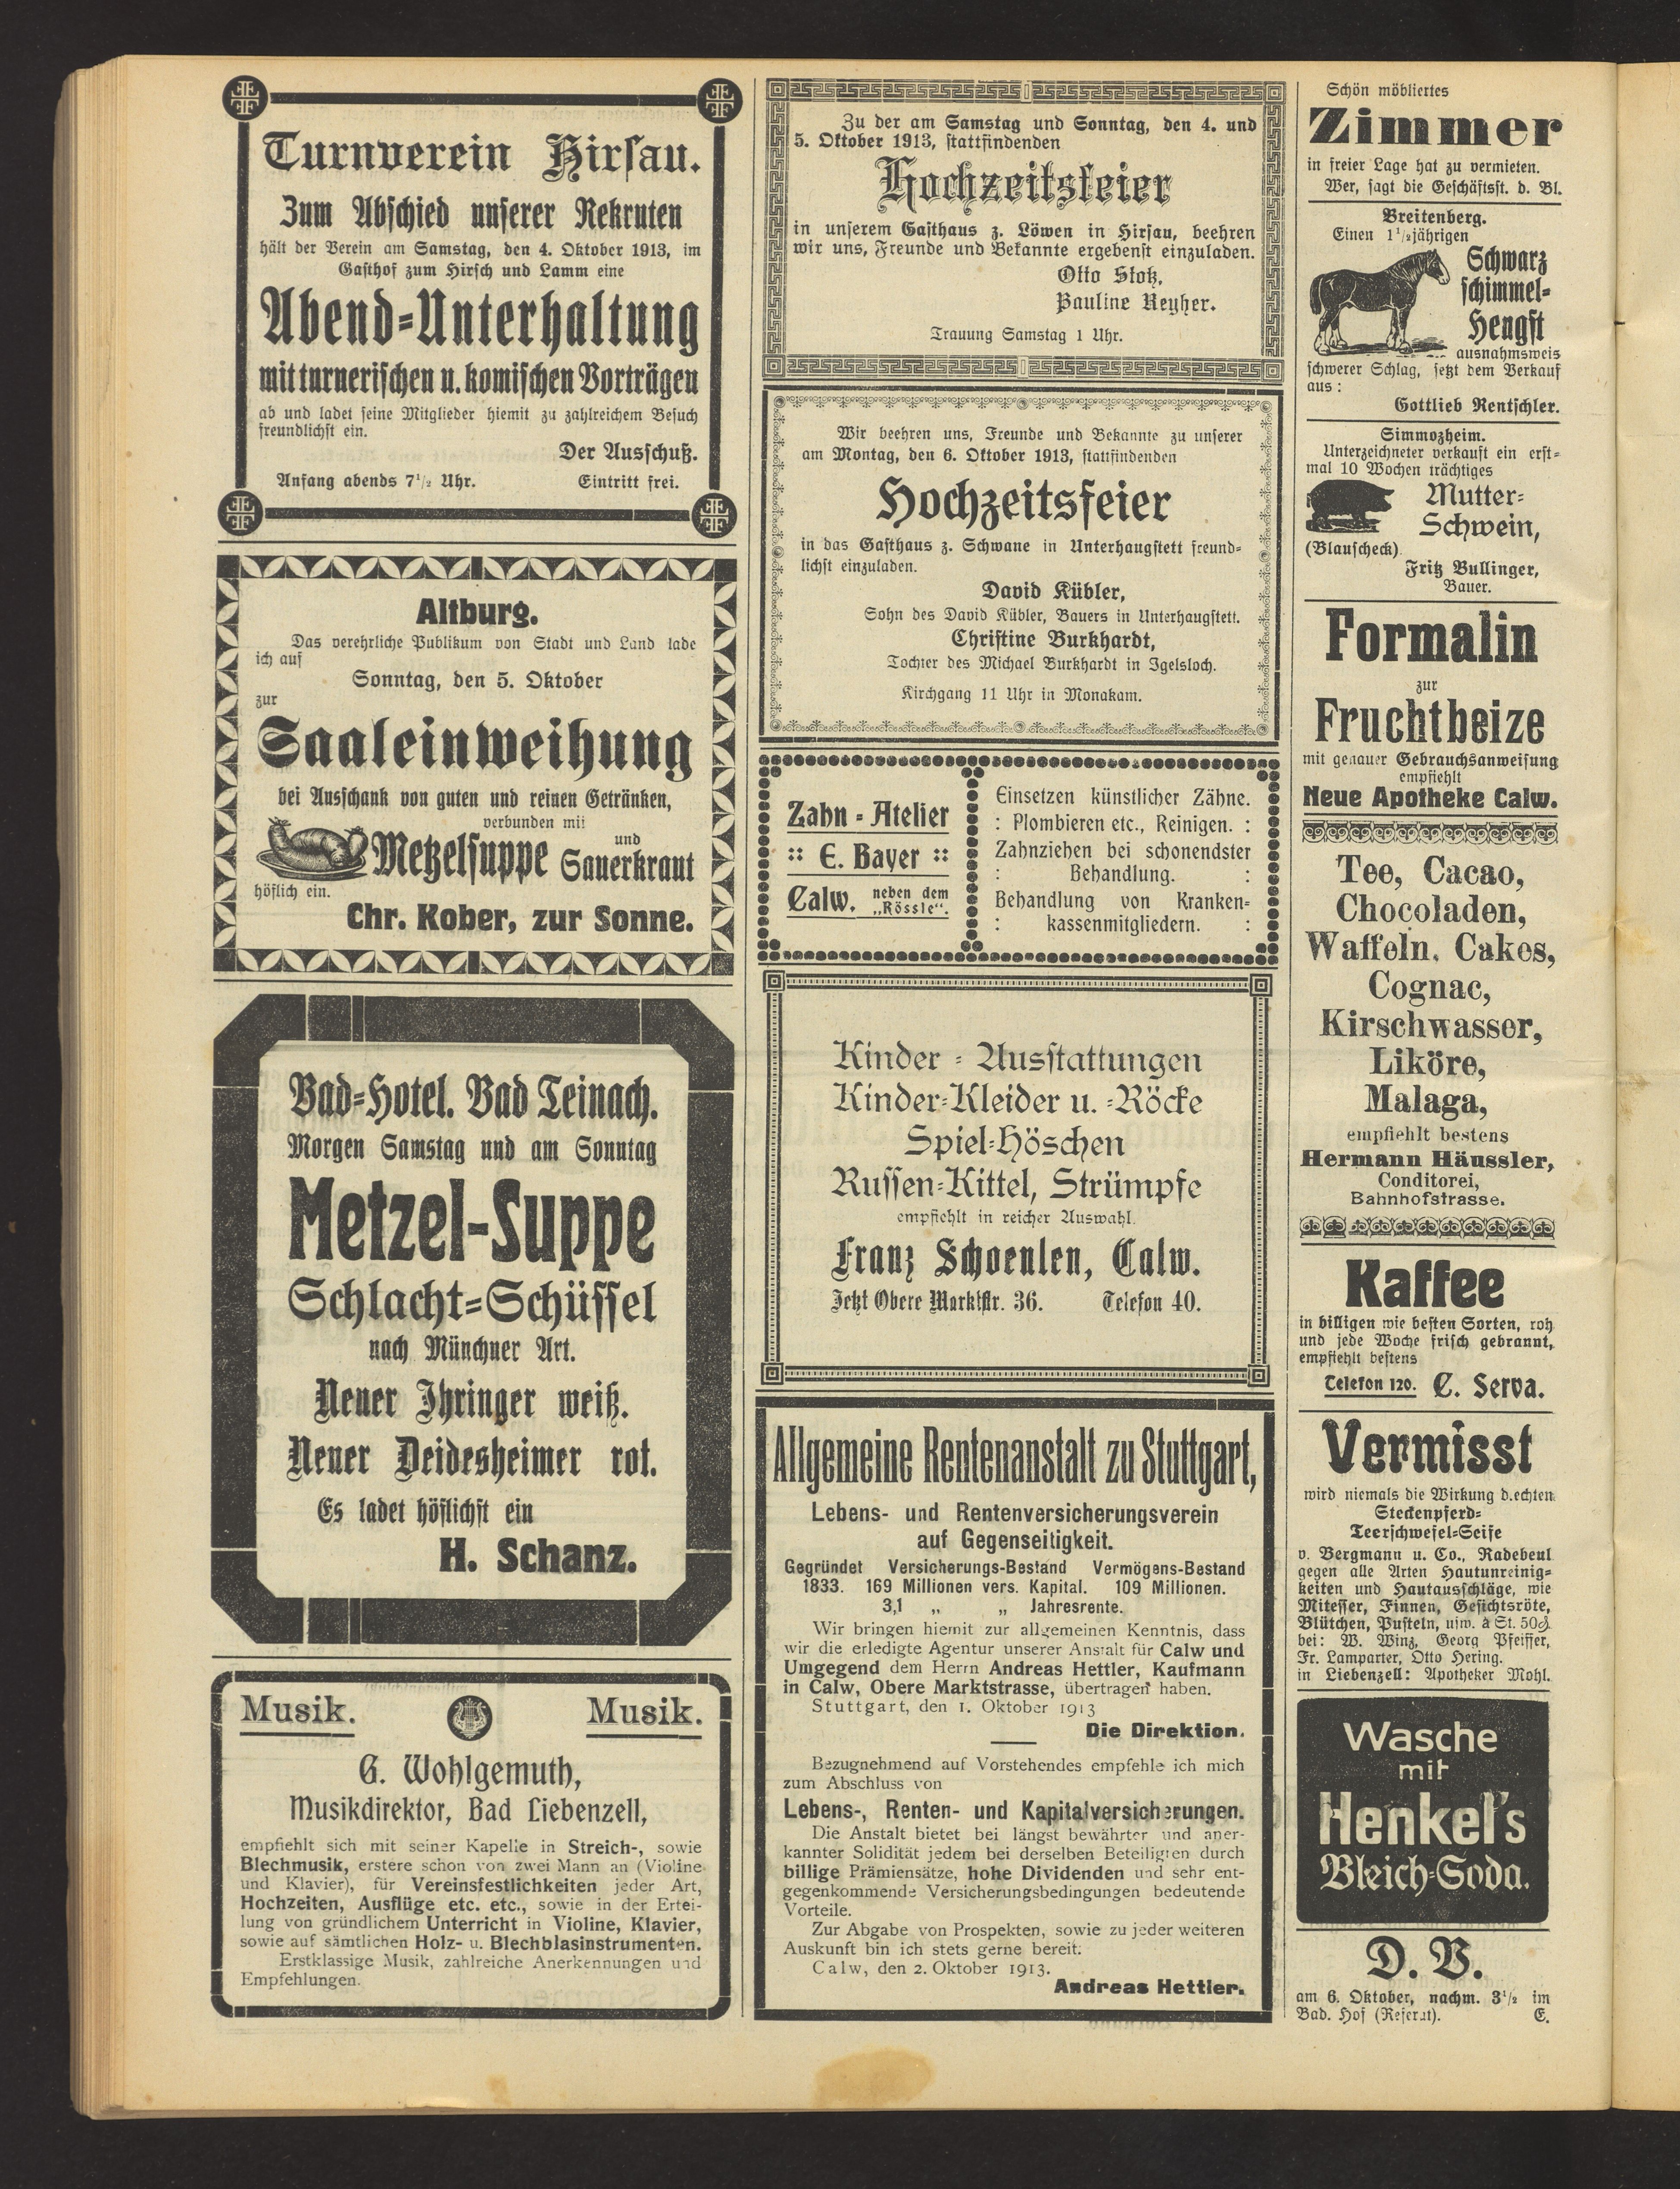 Turnverein Hirsau.
Zum Abschied unserer Rekruten
hält der Verein am Samstag, den 4. Oktober 1913, im
Gasthof zum Hirsch und Lamm eine
Abend-Unterhaltung
mit turnerischen u. komischen Vorträgen
ab und ladet seine Mitglieder hiemit zu zahlreichem Besuch
freundlichst ein.
Der Ausschuß.
Anfang abends 7½ Uhr. Eintritt frei.
Altburg.
Das verehrliche Publikum von Stadt und Land lade
ich auf
Sonntag, den 5. Oktober
zur
Saaleinweihung
bei Ausschank von guten und reinen Getränken,
verbunden mit
Metzelsuppe und Sauerkraut
höflich ein.
Chr. Kober, zur Sonne.
Bad-Hotel. Bad Teinach.
Morgen Samstag und am Sonntag
Metzel-Suppe
Schlacht-Schüssel
nach Münchner Art.
Neuer Ihringer weiß.
Neuer Deidesheimer rot.
Es ladet höflichst ein
H. Schanz.
Musik. Musik.
G. Wohlgemuth,
Musikdirektor, Bad Liebenzell,
empfiehlt sich mit seiner Kapelle in Streich-, sowie
Blechmusik, erstere schon von zwei Mann an (Violine
und Klavier), für Vereinsfestlichkeiten jeder Art,
Hochzeiten, Ausflüge etc. etc., sowie in der Ertei-
lung von gründlichem Unterricht in Violine, Klavier,
sowie auf sämtlichen Holz- u. Blechblasinstrumenten.
Erstklassige Musik, zahlreiche Anerkennungen und
Empfehlungen.
Zu der am Samstag und Sonntag, den 4. und
5. Oktober 1913, stattfindenden
Hochzeitsfeier
in unserem Gasthaus z. Löwen in Hirsau, beehren
wir uns, Freunde und Bekannte ergebenst einzuladen.
Otto Stotz,
Pauline Reyher.
Trauung Samstag 1 Uhr.
Wir beehren uns, Freunde und Bekannte zu unserer
am Montag, den 6. Oktober 1913, stattfindenden
Hochzeitsfeier
in das Gasthaus z. Schwane in Unterhaugstett freund-
lichst einzuladen.
David Kübler,
Sohn des David Kübler, Bauers in Unterhaugstett.
Christine Burkhardt,
Tochter des Michael Burkhardt in Igelsloch.
Kirchgang 11 Uhr in Monakam.
Zahn-Atelier
:: E. Bayer ::
Calw. neben dem „Rössle“.
Einsetzen künstlicher Zähne.
: Plombieren etc., Reinigen. :
Zahnziehen bei schonendster
: Behandlung. :
Behandlung von Kranken-
: kassenmitgliedern. :
Kinder-Ausstattungen
Kinder-Kleider u. -Röcke
Spiel-Höschen
Russen-Kittel, Strümpfe
empfiehlt in reicher Auswahl.
Franz Schoenlen, Calw.
Jetzt Obere Marktstr. 36. Telefon 40.
Allgemeine Rentenanstalt zu Stuttgart,
Lebens- und Rentenversicherungsverein
auf Gegenseitigkeit.
Gegründet Versicherungs-Bestand Vermögens-Bestand
1833. 169 Millionen vers. Kapital. 109 Millionen.
3,1 „ „ Jahresrente.
Wir bringen hiemit zur allgemeinen Kenntnis, dass
wir die erledigte Agentur unserer Anstalt für Calw und
Umgegend dem Herrn Andreas Hettler, Kaufmann
in Calw, Obere Marktstrasse, übertragen haben.
Stuttgart, den 1. Oktober 1913
Die Direktion.
Bezugnehmend auf Vorstehendes empfehle ich mich
zum Abschluss von
Lebens-, Renten- und Kapitalversicherungen.
Die Anstalt bietet bei längst bewährter und aner-
kannter Solidität jedem bei derselben Beteiligten durch
billige Prämiensätze, hohe Dividenden und sehr ent-
gegenkommende Versicherungsbedingungen bedeutende
Vorteile.
Zur Abgabe von Prospekten, sowie zu jeder weiteren
Auskunft bin ich stets gerne bereit.
Calw, den 2. Oktober 1913.
Andreas Hettler.
Schön möbliertes
Zimmer
in freier Lage hat zu vermieten.
Wer, sagt die Geschäftsst. d. Bl.
Breitenberg.
Einen 1½jährigen
Schwarz
schimmel-
Hengst
ausnahmsweis
schwerer Schlag, setzt dem Verkauf
aus:
Gottlieb Rentschler.
Simmozheim.
Unterzeichneter verkauft ein erst-
mal 10 Wochen trächtiges
Mutter-
Schwein,
(Blauscheck).
Fritz Bullinger,
Bauer.
Formalin
zur
Fruchtbeize
mit genauer Gebrauchsanweisung
empfiehlt
Neue Apotheke Calw.
Tee, Cacao,
Chocoladen,
Waffeln, Cakes,
Cognac,
Kirschwasser,
Liköre,
Malaga,
empfiehlt bestens
Hermann Häussler,
Conditorei,
Bahnhofstrasse.
Kaffee
in billigen wie besten Sorten, roh
und jede Woche frisch gebrannt,
empfiehlt bestens
Telefon 120. C. Serva.
Vermisst
wird niemals die Wirkung d. echten
Steckenpferd-
Teerschwefel-Seife
v. Bergmann u. Co., Radebeul
gegen alle Arten Hautunreinig-
keiten und Hautausschläge, wie
Mitesser, Finnen, Gesichtsröte,
Blütchen, Pusteln, usw. à St. 50₰
bei: W. Winz, Georg Pfeiffer,
Fr. Lamparter, Otto Hering.
in Liebenzell: Apotheker Mohl.
Wasche
mit
Henkel's
Bleich-Soda.
D. V.
am 6. Oktober, nachm. 3½ im
Bad. Hof (Referat). E.